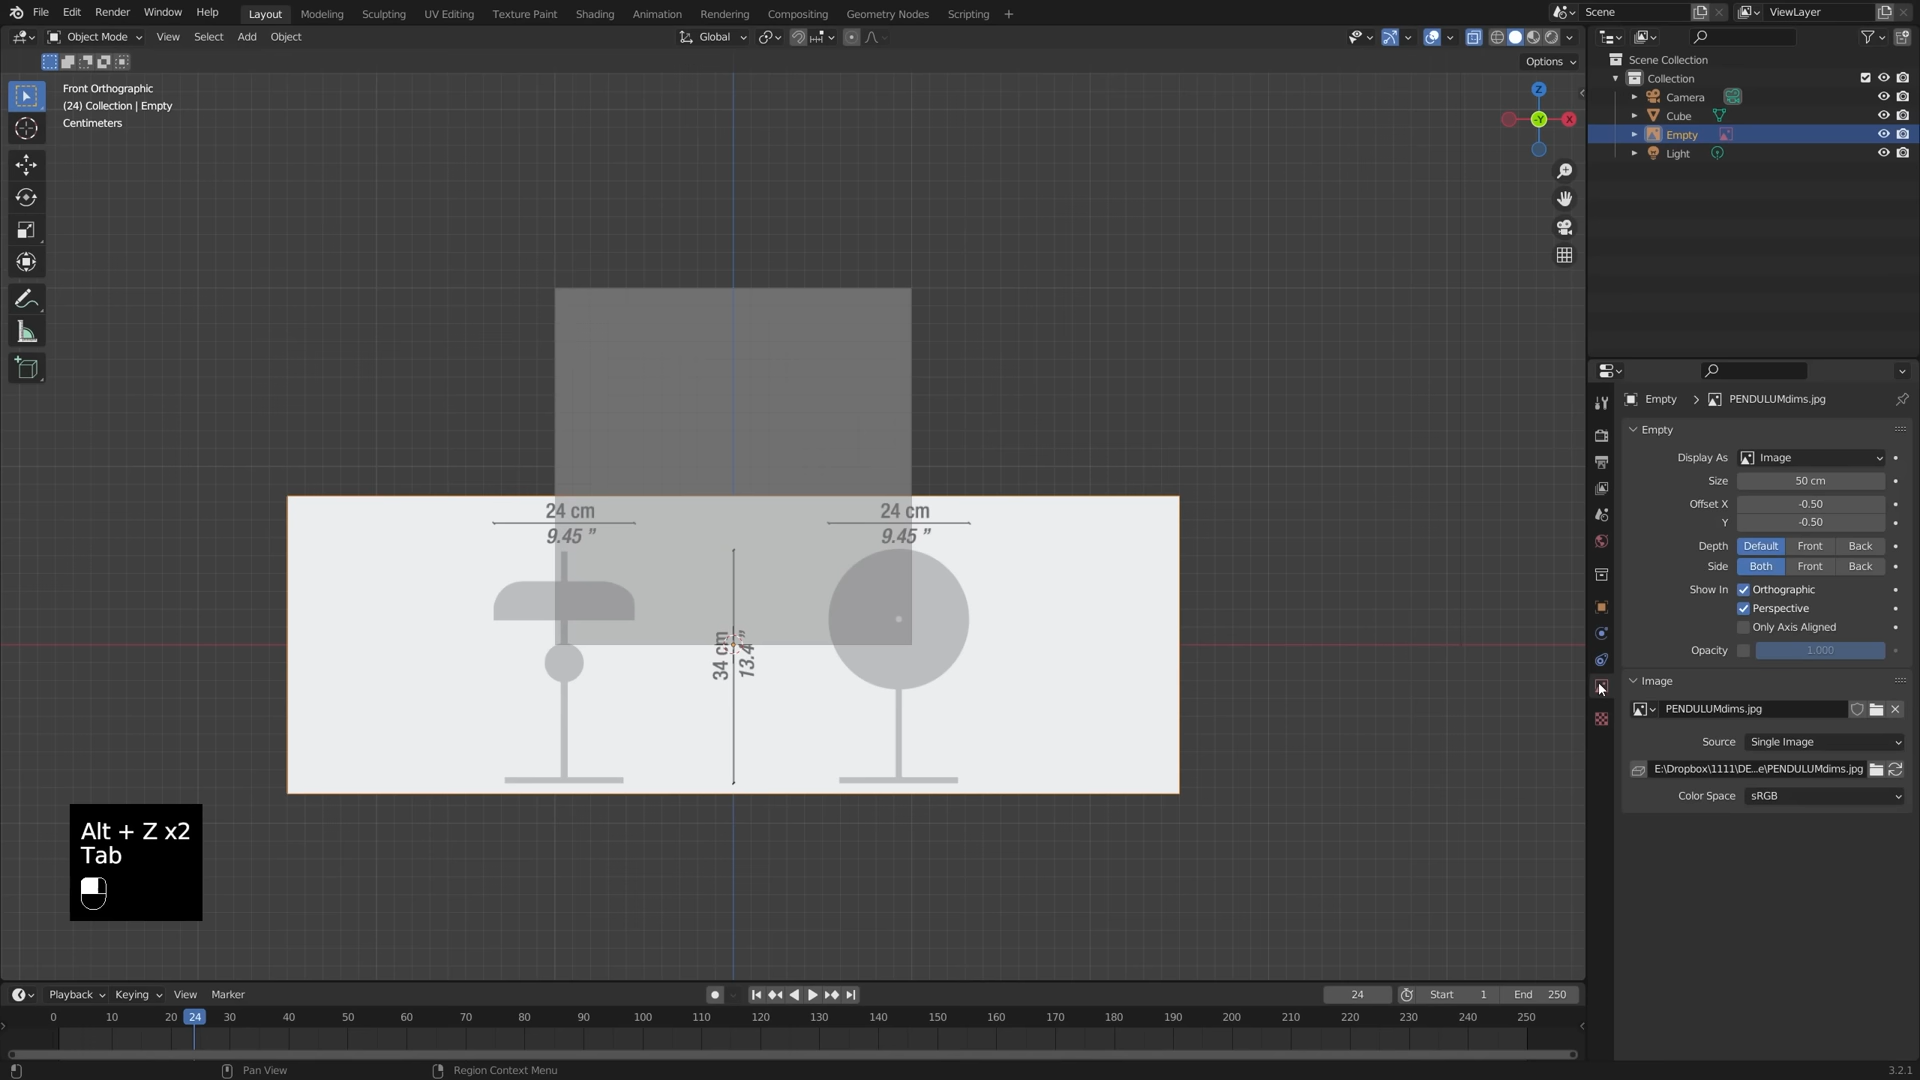 File Edit Render Window Help Layout Modeling Sculpting UV Editing Texture Paint Shading Animation Rendering Compositing Geometry Nodes Scripting + Scene ViewLayer
Object Mode View Select Add Object Global
Options
Front Orthographic
(24) Collection | Empty
Centimeters
Z
-Y
X
24 cm
9.45 "
24 cm
9.45 "
34 cm
13.4"
Alt + Z x2
Tab
Scene Collection
Collection
Camera
Cube
Empty
Light
Empty > PENDULUMdims.jpg
Empty
Display As Image
Size 50 cm
Offset X -0.50
Y -0.50
Depth Default Front Back
Side Both Front Back
Show In Orthographic
Perspective
Only Axis Aligned
Opacity 1.000
Image
PENDULUMdims.jpg
Source Single Image
E:\Dropbox\1111\DE...e\PENDULUMdims.jpg
Color Space sRGB
Playback Keying View Marker 24 Start 1 End 250
0 10 20 24 30 40 50 60 70 80 90 100 110 120 130 140 150 160 170 180 190 200 210 220 230 240 250
Pan View Region Context Menu 3.2.1